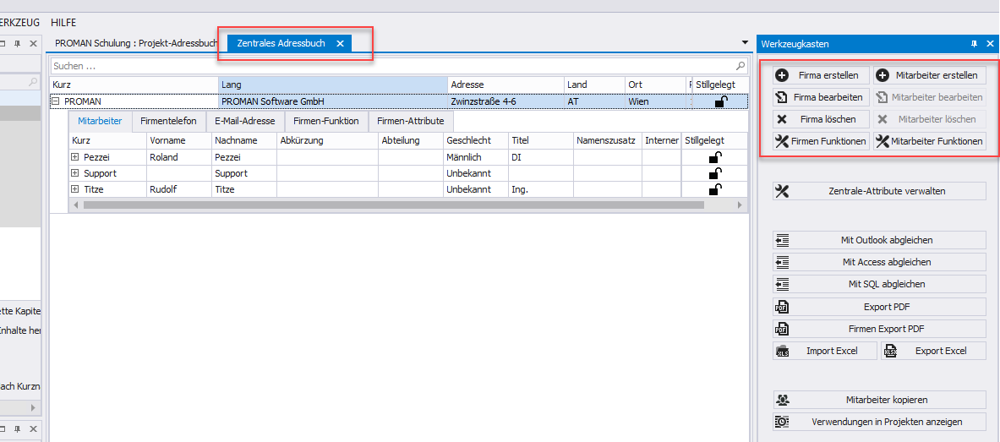 ERKZEUG HILFE
PROMAN Schulung : Projekt-Adressbuch Zentrales Adressbuch
Werkzeugkasten
Suchen ...
Kurz Lang Adresse Land Ort Stillgelegt
PROMAN PROMAN Software GmbH Zwinzstraße 4-6 AT Wien
Mitarbeiter Firmentelefon E-Mail-Adresse Firmen-Funktion Firmen-Attribute
Kurz Vorname Nachname Abkürzung Abteilung Geschlecht Titel Namenszusatz Interner Stillgelegt
Pezzei Roland Pezzei Männlich DI
Support Support Unbekannt
Titze Rudolf Titze Unbekannt Ing.
ette Kapite
Inhalte her
ach Kurzn
Firma erstellen Mitarbeiter erstellen
Firma bearbeiten Mitarbeiter bearbeiten
Firma löschen Mitarbeiter löschen
Firmen Funktionen Mitarbeiter Funktionen
Zentrale-Attribute verwalten
Mit Outlook abgleichen
Mit Access abgleichen
Mit SQL abgleichen
PDF Export PDF
PDF Firmen Export PDF
XLS Import Excel XLSX Export Excel
Mitarbeiter kopieren
Verwendungen in Projekten anzeigen